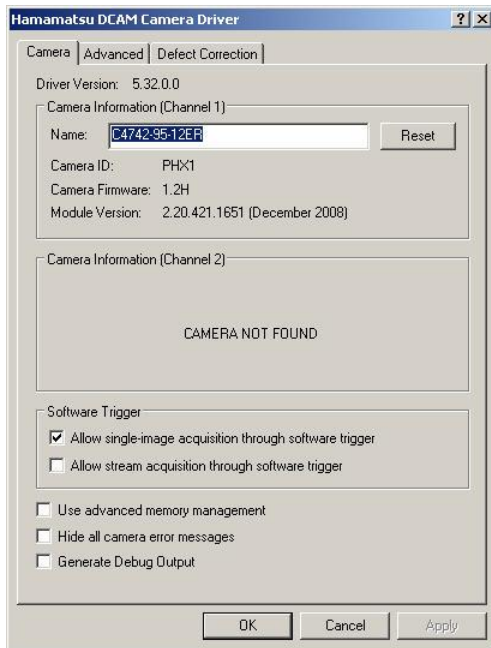 Hamamatsu DCAM Camera Driver
Camera Advanced Defect Correction
Driver Version: 5.32.0.0
Camera Information (Channel 1)
Name: C4742-95-12ER Reset
Camera ID: PHX1
Camera Firmware: 1.2H
Module Version: 2.20.421.1651 (December 2008)
Camera Information (Channel 2)
CAMERA NOT FOUND
Software Trigger
Allow single-image acquisition through software trigger
Allow stream acquisition through software trigger
Use advanced memory management
Hide all camera error messages
Generate Debug Output
OK Cancel Apply